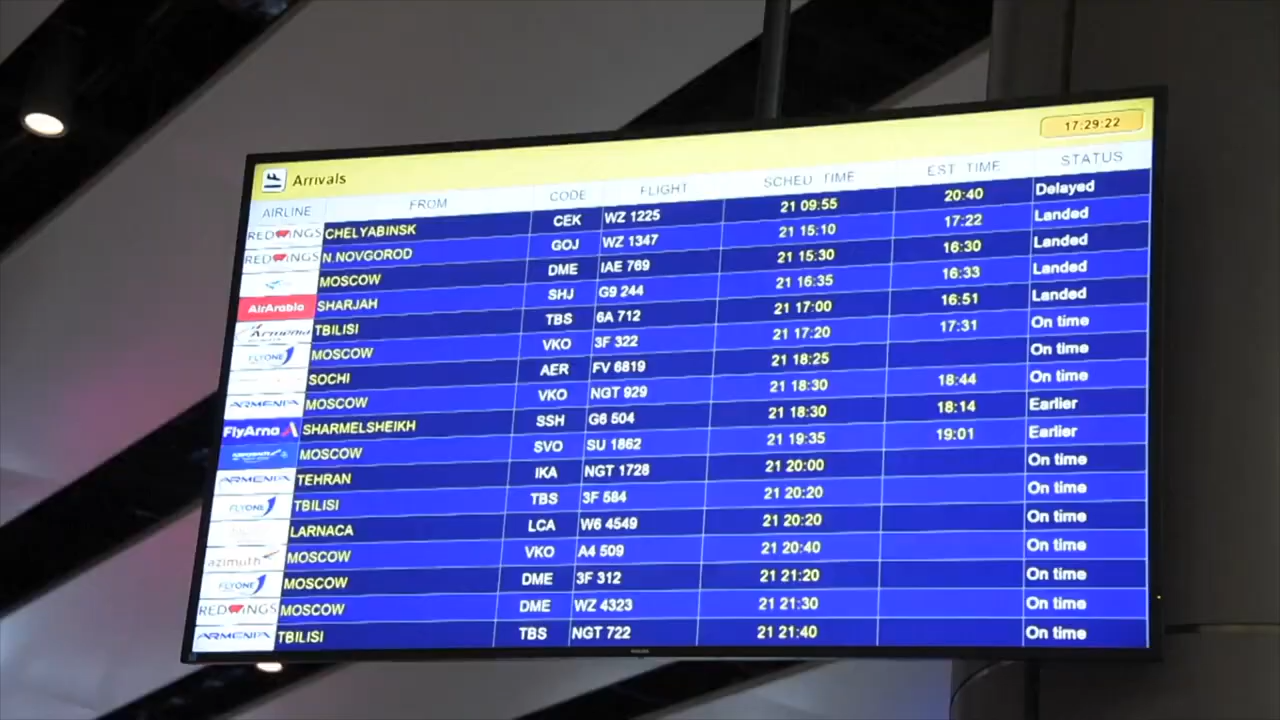 17:29:22
Arrivals
AIRLINE FROM CODE FLIGHT SCHED TIME EST TIME STATUS
REDWINGS CHELYABINSK CEK WZ 1225 21 09:55 20:40 Delayed
REDWINGS N.NOVGOROD GOJ WZ 1347 21 15:10 17:22 Landed
MOSCOW DME IAE 769 21 15:30 16:30 Landed
AirArabia SHARJAH SHJ G9 244 21 16:35 16:33 Landed
Armenia TBILISI TBS 6A 712 21 17:00 16:51 Landed
FLYONE MOSCOW VKO 3F 322 21 17:20 17:31 On time
SOCHI AER FV 6819 21 18:25 On time
ARMENIA MOSCOW VKO NGT 929 21 18:30 18:44 On time
FlyArna SHARMELSHEIKH SSH G6 504 21 18:30 18:14 Earlier
MOSCOW SVO SU 1862 21 19:35 19:01 Earlier
ARMENIA TEHRAN IKA NGT 1728 21 20:00 On time
FLYONE TBILISI TBS 3F 584 21 20:20 On time
LARNACA LCA W6 4549 21 20:20 On time
azimuth MOSCOW VKO A4 509 21 20:40 On time
FLYONE MOSCOW DME 3F 312 21 21:20 On time
REDWINGS MOSCOW DME WZ 4323 21 21:30 On time
ARMENIA TBILISI TBS NGT 722 21 21:40 On time
PHILIPS